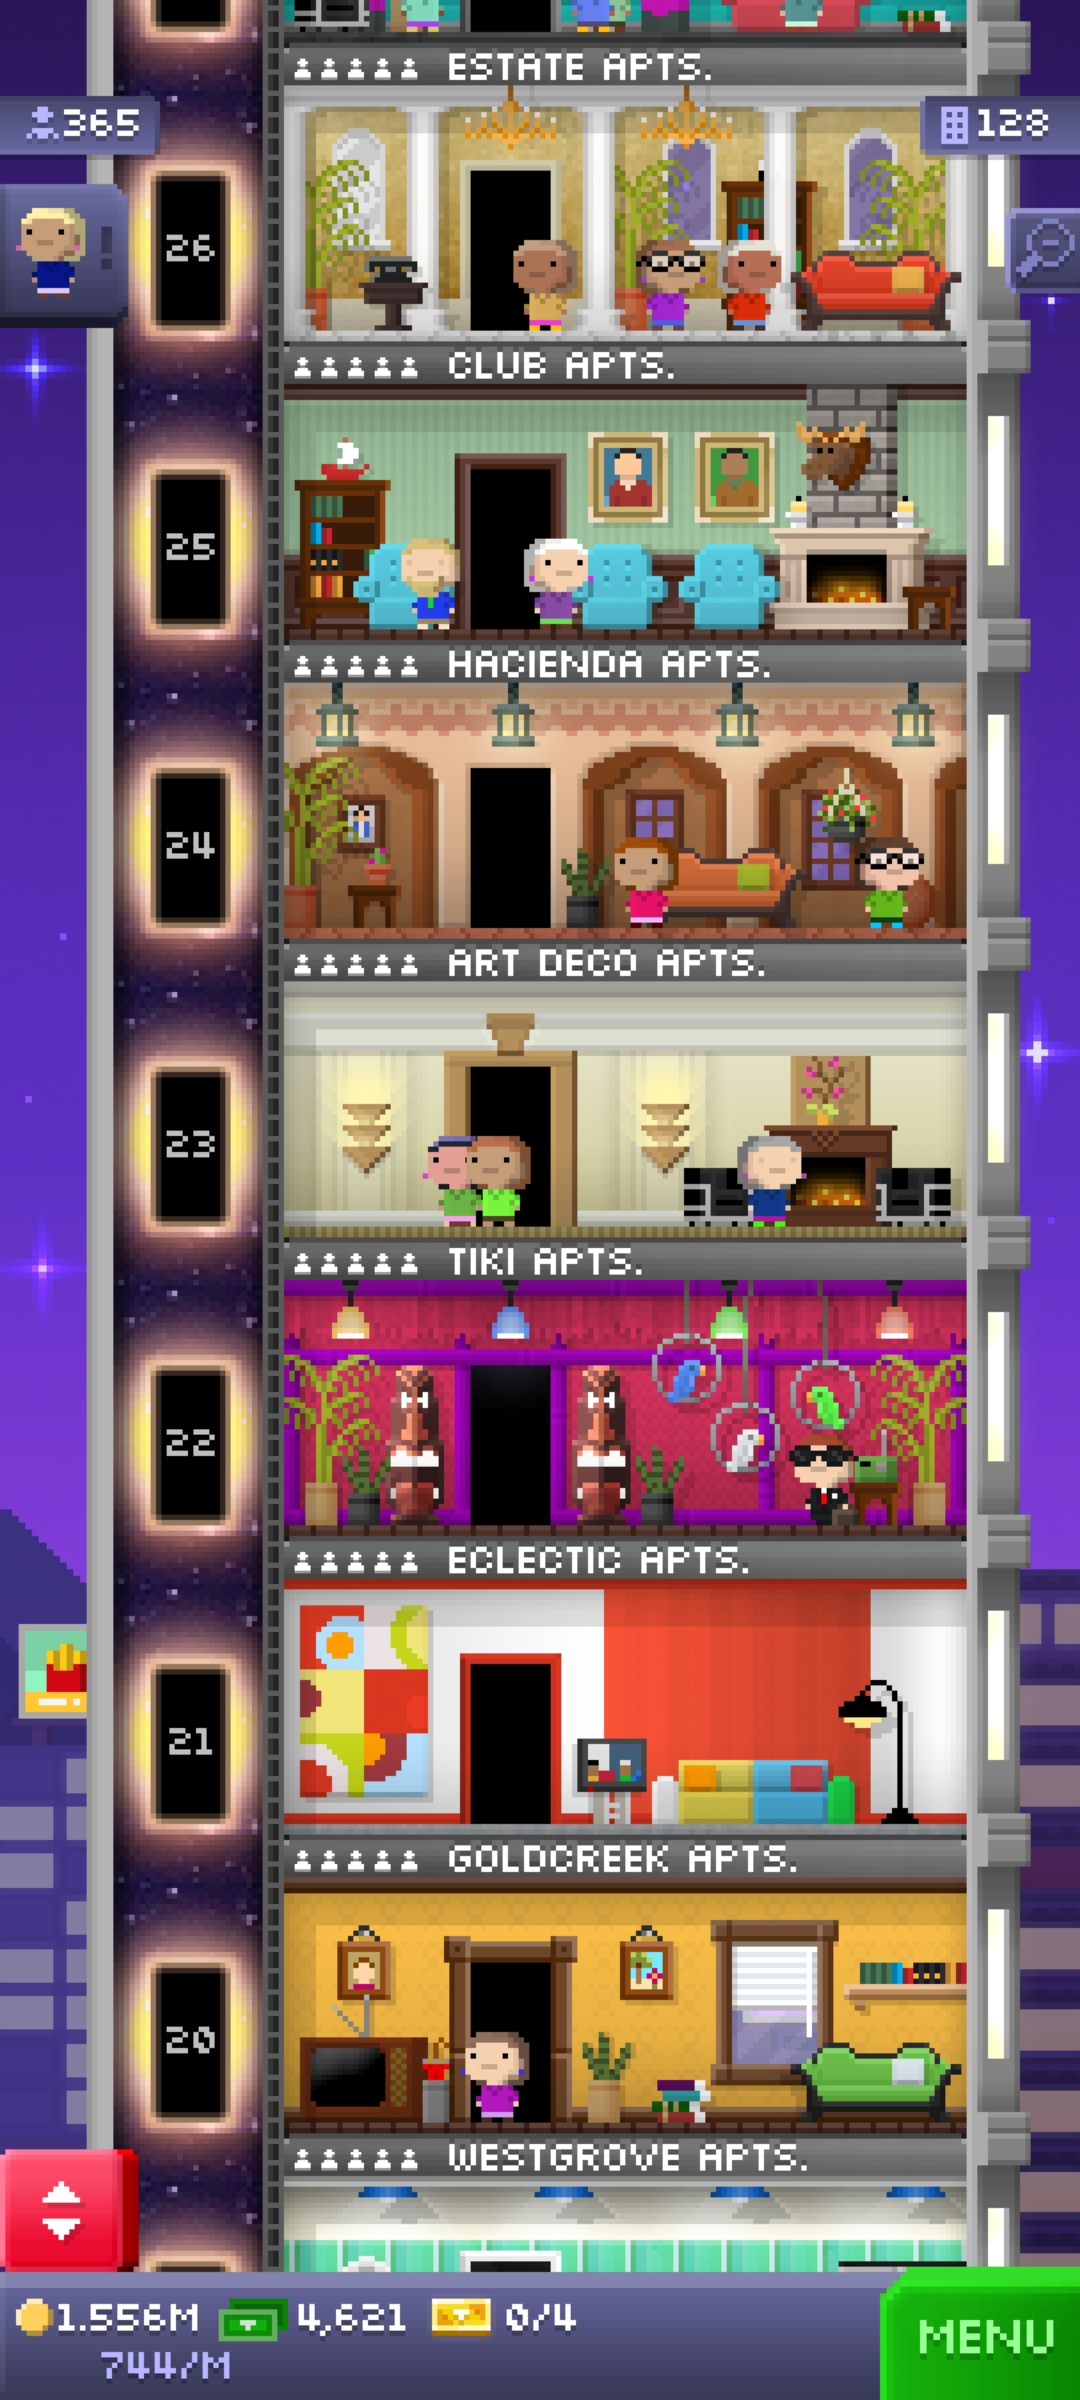 ESTATE APTS.
365
128
26
!
CLUB APTS.
25
HACIENDA APTS.
24
ART DECO APTS.
23
TIKI APTS.
22
ECLECTIC APTS.
21
GOLDCREEK APTS.
20
WESTGROVE APTS.
1.556M 4,621 0/4
744/M
MENU